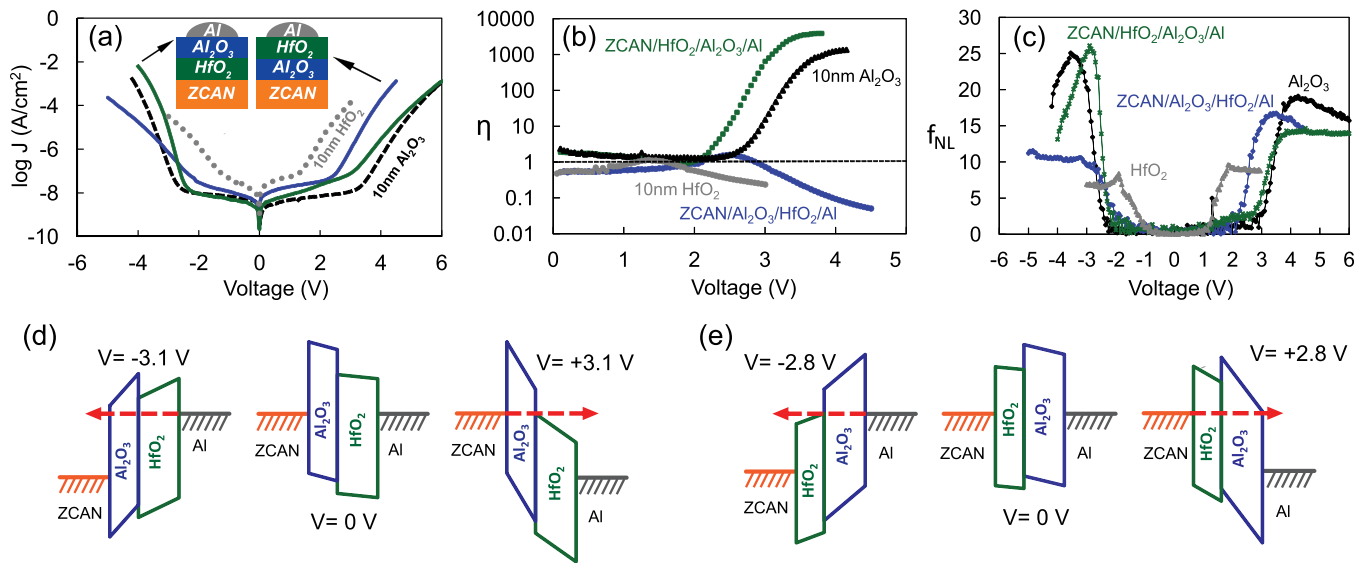 (a)
log J (A/cm²)
0
-2
-4
-6
-8
-10
-6
-4
-2
0
2
4
6
Voltage (V)
Al
Al₂O₃
HfO₂
ZCAN
Al
HfO₂
Al₂O₃
ZCAN
10nm HfO₂
10nm Al₂O₃
(b)
η
10000
1000
100
10
1
0.1
0.01
0
1
2
3
4
5
Voltage (V)
ZCAN/HfO₂/Al₂O₃/Al
10nm Al₂O₃
10nm HfO₂
ZCAN/Al₂O₃/HfO₂/Al
(c)
f_NL
30
25
20
15
10
5
0
-6
-5
-4
-3
-2
-1
0
1
2
3
4
5
6
Voltage (V)
ZCAN/HfO₂/Al₂O₃/Al
Al₂O₃
ZCAN/Al₂O₃/HfO₂/Al
HfO₂
(d)
V= -3.1 V
Al₂O₃
HfO₂
Al
ZCAN
ZCAN
Al₂O₃
HfO₂
Al
V= 0 V
V= +3.1 V
ZCAN
Al₂O₃
HfO₂
Al
(e)
V= -2.8 V
Al₂O₃
HfO₂
Al
ZCAN
ZCAN
HfO₂
Al₂O₃
Al
V= 0 V
V= +2.8 V
ZCAN
HfO₂
Al₂O₃
Al